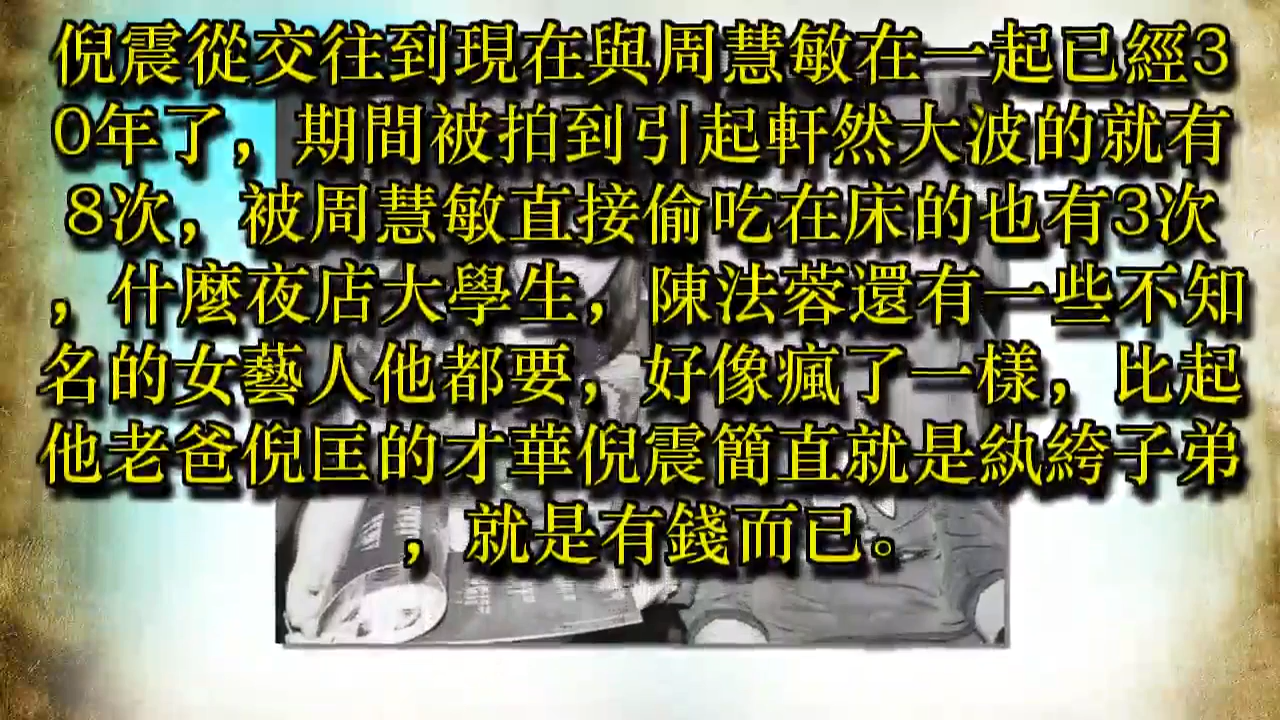 倪震從交往到現在與周慧敏在一起已經3
0年了，期間被拍到引起軒然大波的就有
8次，被周慧敏直接偷吃在床的也有3次
，什麼夜店大學生，陳法蓉還有一些不知
名的女藝人他都要，好像瘋了一樣，比起
他老爸倪匡的才華倪震簡直就是紈絝子弟
，就是有錢而已。